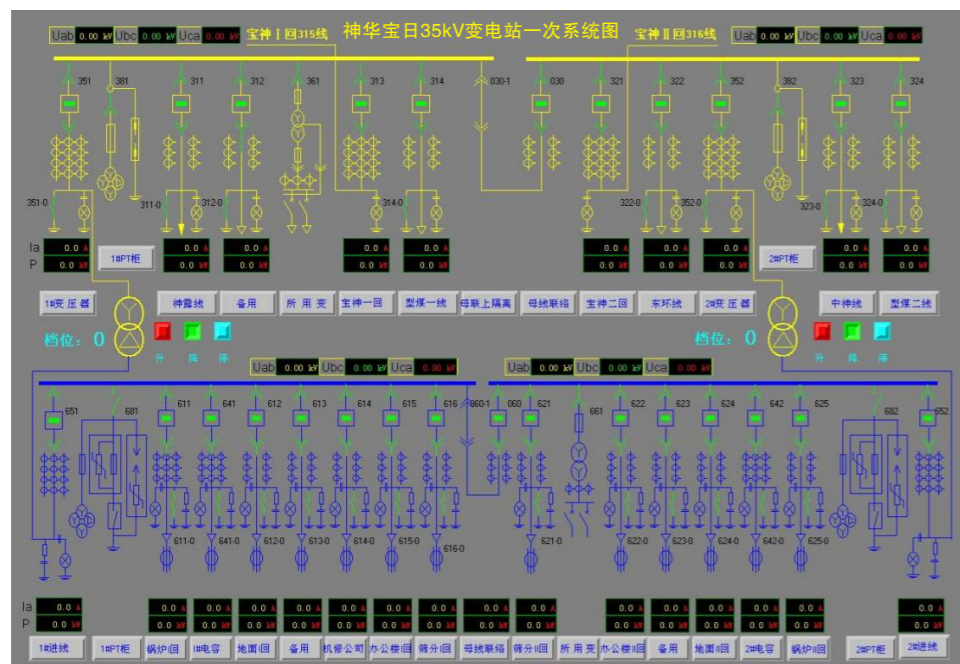 神华宝日35kV变电站一次系统图
Uab 0.00 kV Ubc 0.00 kV Uca 0.00 kV
宝神Ⅰ回315线
宝神Ⅱ回316线
Uab 0.00 kV Ubc 0.00 kV Uca 0.00 kV
351 381 311 312 361 313 314 030-1 030 321 322 352 382 323 324
351-0 311-0 312-0 314-0 322-0 352-0 323-0 324-0
Ia 0.0 A 0.0 A 0.0 A 0.0 A 0.0 A 0.0 A 0.0 A 0.0 A 0.0 A 0.0 A
P 0.0 kW 0.0 kW 0.0 kW 0.0 kW 0.0 kW 0.0 kW 0.0 kW 0.0 kW 0.0 kW 0.0 kW
1#PT柜 2#PT柜
1#变压器 神露线 备用 所用变 宝神一回 型煤一线 母联上隔离 母线联络 宝神二回 东环线 2#变压器 中神线 型煤二线
档位: 0 升 降 停
档位: 0 升 降 停
Uab 0.00 kV Ubc 0.00 kV Uca 0.00 kV
Uab 0.00 kV Ubc 0.00 kV Uca 0.00 kV
651 681 611 641 612 613 614 615 616 060-1 060 621 661 622 623 624 642 625 682 652
611-0 641-0 612-0 613-0 614-0 615-0 616-0 621-0 622-0 623-0 624-0 642-0 625-0
Ia 0.0 A 0.0 A 0.0 A 0.0 A 0.0 A 0.0 A 0.0 A 0.0 A 0.0 A 0.0 A 0.0 A 0.0 A 0.0 A 0.0 A 0.0 A 0.0 A
P 0.0 kW 0.0 kW 0.0 kW 0.0 kW 0.0 kW 0.0 kW 0.0 kW 0.0 kW 0.0 kW 0.0 kW 0.0 kW 0.0 kW 0.0 kW 0.0 kW 0.0 kW 0.0 kW
1#进线 1#PT柜 锅炉I回 1#电容 地面I回 备用 机修公司 办公楼I回 筛分I回 母线联络 筛分II回 所用变 办公楼II回 备用 地面II回 2#电容 锅炉II回 2#PT柜 2#进线